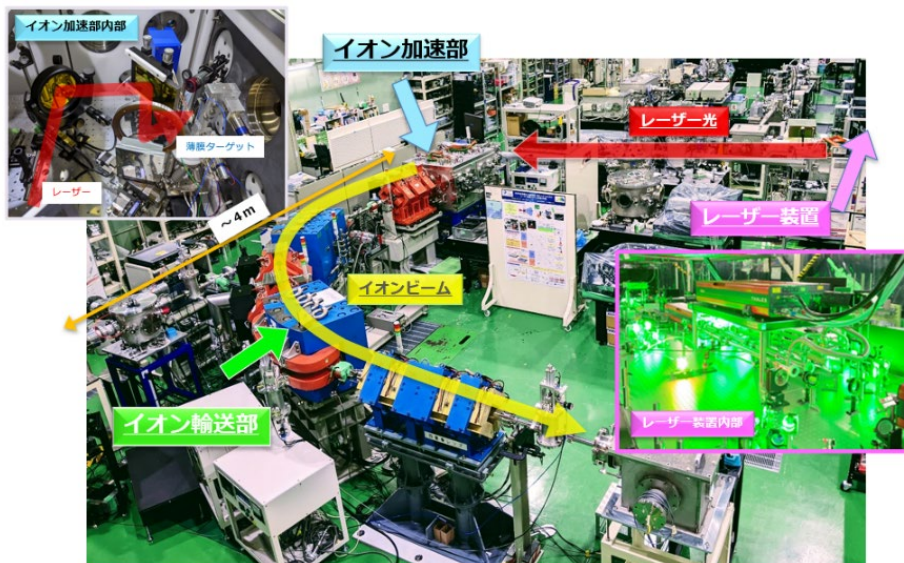 イオン加速部内部
イオン加速部
レーザー光
薄膜ターゲット
レーザー
～4m
レーザー装置
イオンビーム
イオン輸送部
レーザー装置内部